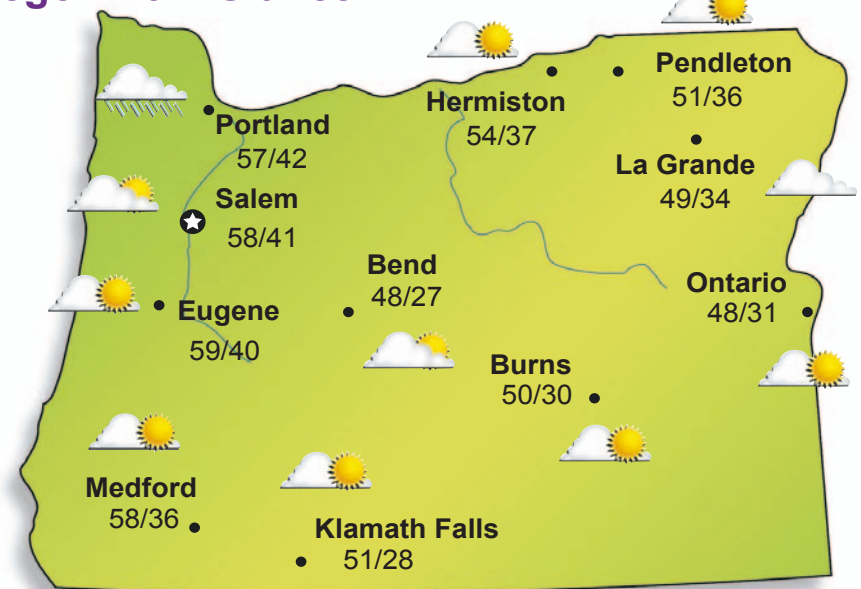 Pendleton
51/36
Hermiston
54/37
Portland
57/42
La Grande
49/34
Salem
58/41
Bend
48/27
Ontario
48/31
Eugene
59/40
Burns
50/30
Medford
58/36
Klamath Falls
51/28